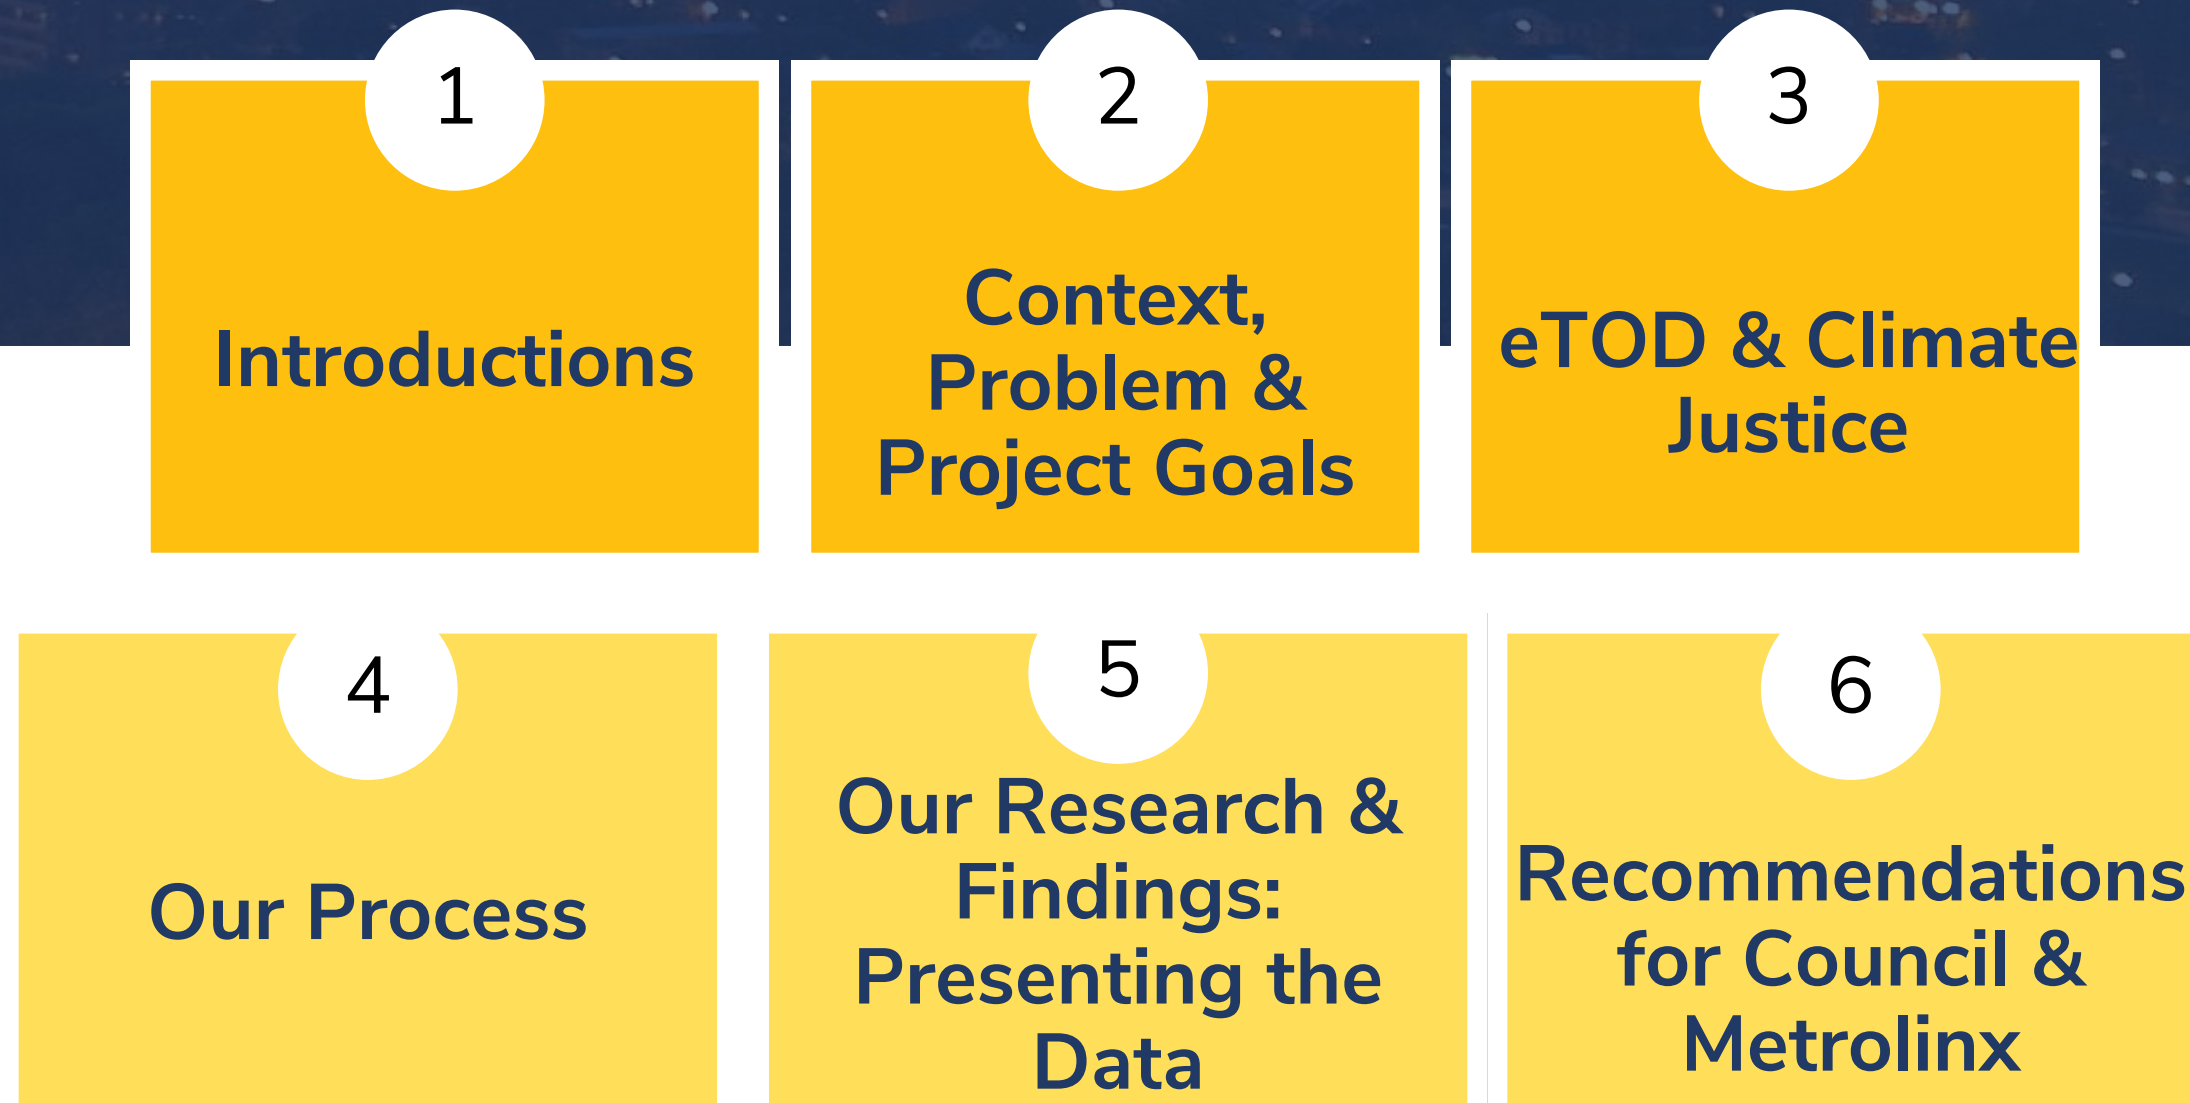 1
Introductions
2
Context,
Problem &
Project Goals
3
eTOD & Climate
Justice
4
Our Process
5
Our Research &
Findings:
Presenting the
Data
6
Recommendations
for Council &
Metrolinx